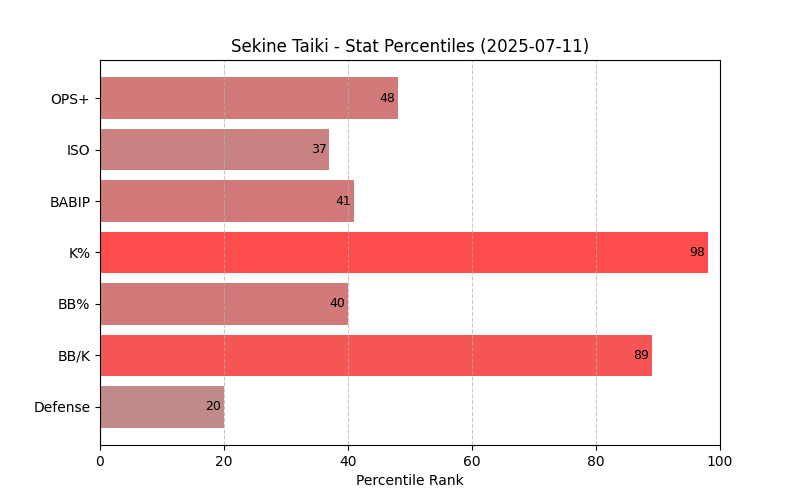 Sekine Taiki - Stat Percentiles (2025-07-11)
OPS+ 48
ISO 37
BABIP 41
K% 98
BB% 40
BB/K 89
Defense 20
0 20 40 60 80 100
Percentile Rank